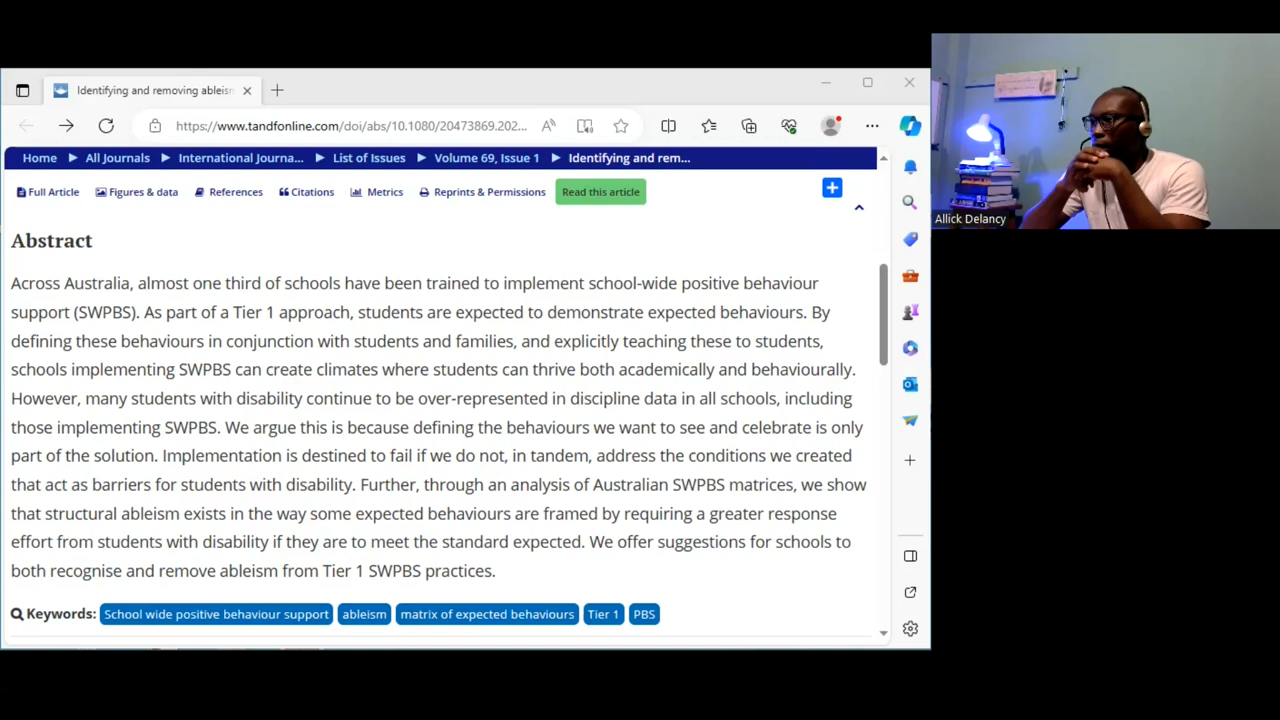 Identifying and removing ableis
https://www.tandfonline.com/doi/abs/10.1080/20473869.202...
Home All Journals International Journa... List of Issues Volume 69, Issue 1 Identifying and rem...
Full Article Figures & data References Citations Metrics Reprints & Permissions Read this article
Abstract
Across Australia, almost one third of schools have been trained to implement school-wide positive behaviour
support (SWPBS). As part of a Tier 1 approach, students are expected to demonstrate expected behaviours. By
defining these behaviours in conjunction with students and families, and explicitly teaching these to students,
schools implementing SWPBS can create climates where students can thrive both academically and behaviourally.
However, many students with disability continue to be over-represented in discipline data in all schools, including
those implementing SWPBS. We argue this is because defining the behaviours we want to see and celebrate is only
part of the solution. Implementation is destined to fail if we do not, in tandem, address the conditions we created
that act as barriers for students with disability. Further, through an analysis of Australian SWPBS matrices, we show
that structural ableism exists in the way some expected behaviours are framed by requiring a greater response
effort from students with disability if they are to meet the standard expected. We offer suggestions for schools to
both recognise and remove ableism from Tier 1 SWPBS practices.
Keywords: School wide positive behaviour support ableism matrix of expected behaviours Tier 1 PBS
Allick Delancy